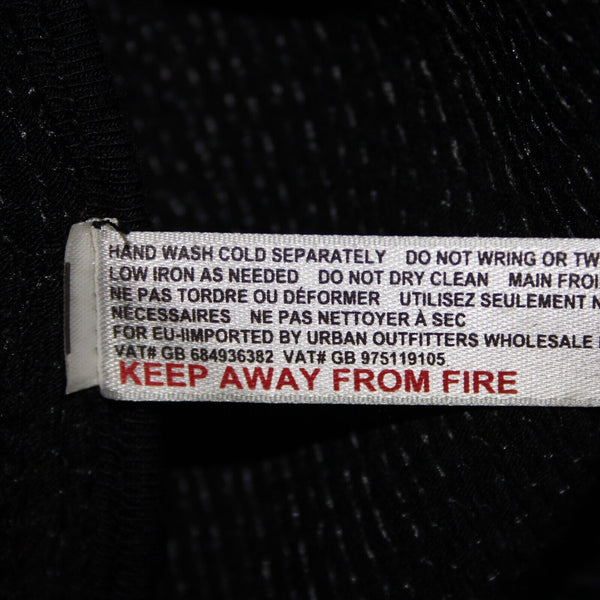 HAND WASH COLD SEPARATELY DO NOT WRING OR TW
LOW IRON AS NEEDED DO NOT DRY CLEAN MAIN FROI
NE PAS TORDRE OU DÉFORMER UTILISEZ SEULEMENT N
NÉCESSAIRES NE PAS NETTOYER À SEC
FOR EU-IIMPORTED BY URBAN OUTFITTERS WHOLESALE
VAT# GB 684936382 VAT# GB 975119105
KEEP AWAY FROM FIRE